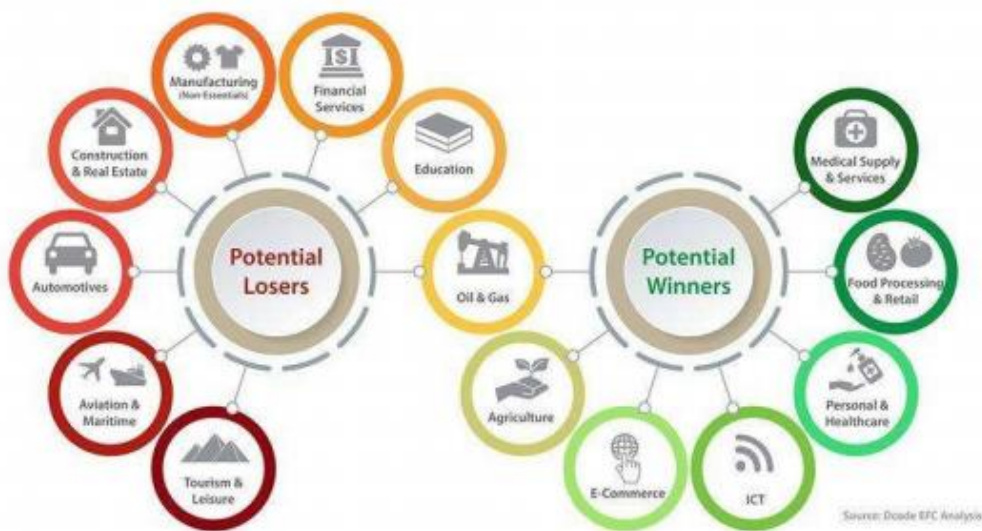 Manufacturing
(Non-Essentials)
Financial
Services
Construction
& Real Estate
Education
Medical Supply
& Services
Automotives
Potential
Losers
Oil & Gas
Potential
Winners
Food Processing
& Retail
Aviation &
Maritime
Agriculture
Personal &
Healthcare
Tourism &
Leisure
E-Commerce
ICT
Source: Dcode EFC Analysis